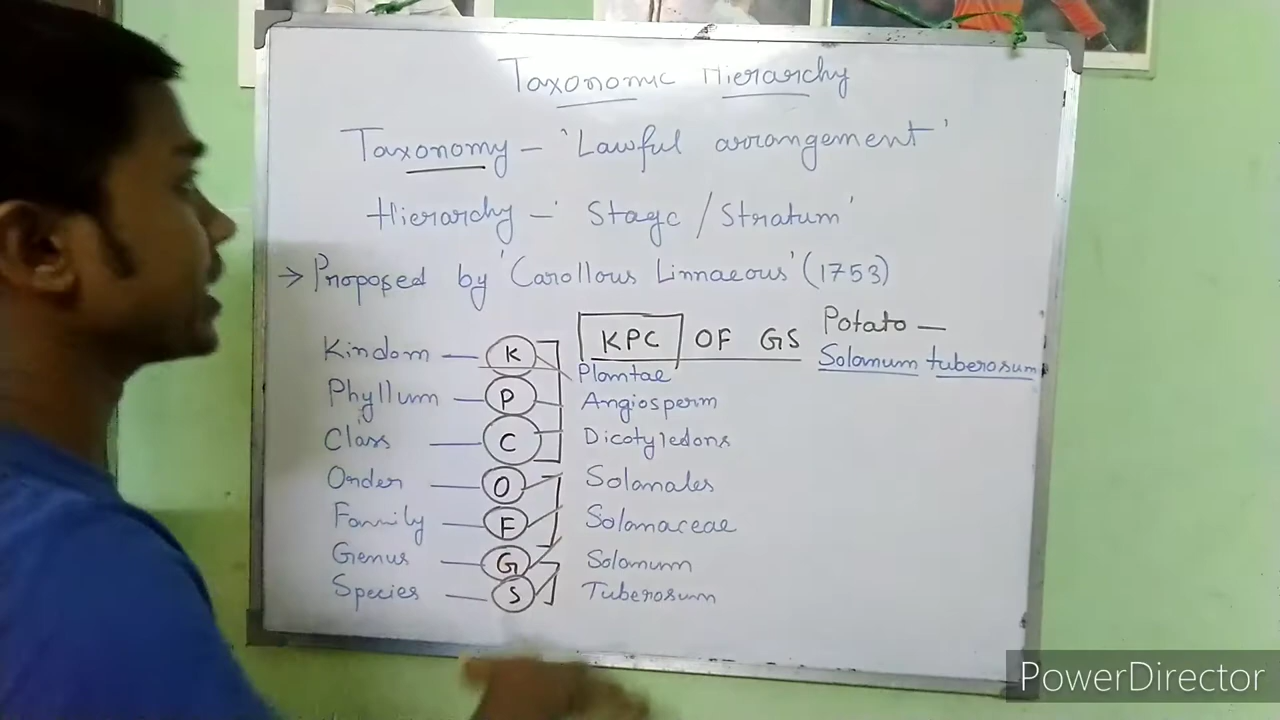 Taxonomic Hierarchy
Taxonomy - 'Lawful arrangement'
Hierarchy - 'Stage / Stratum'
→ Proposed by 'Carollous Linnaeous' (1753)
KPC OF GS
Potato —
Solanum tuberosum
Kindom — K Plantae
Phyllum — P Angiosperm
Class — C Dicotyledons
Order — O Solanales
Family — F Solanaceae
Genus — G Solanum
Species — S Tuberosum
PowerDirector